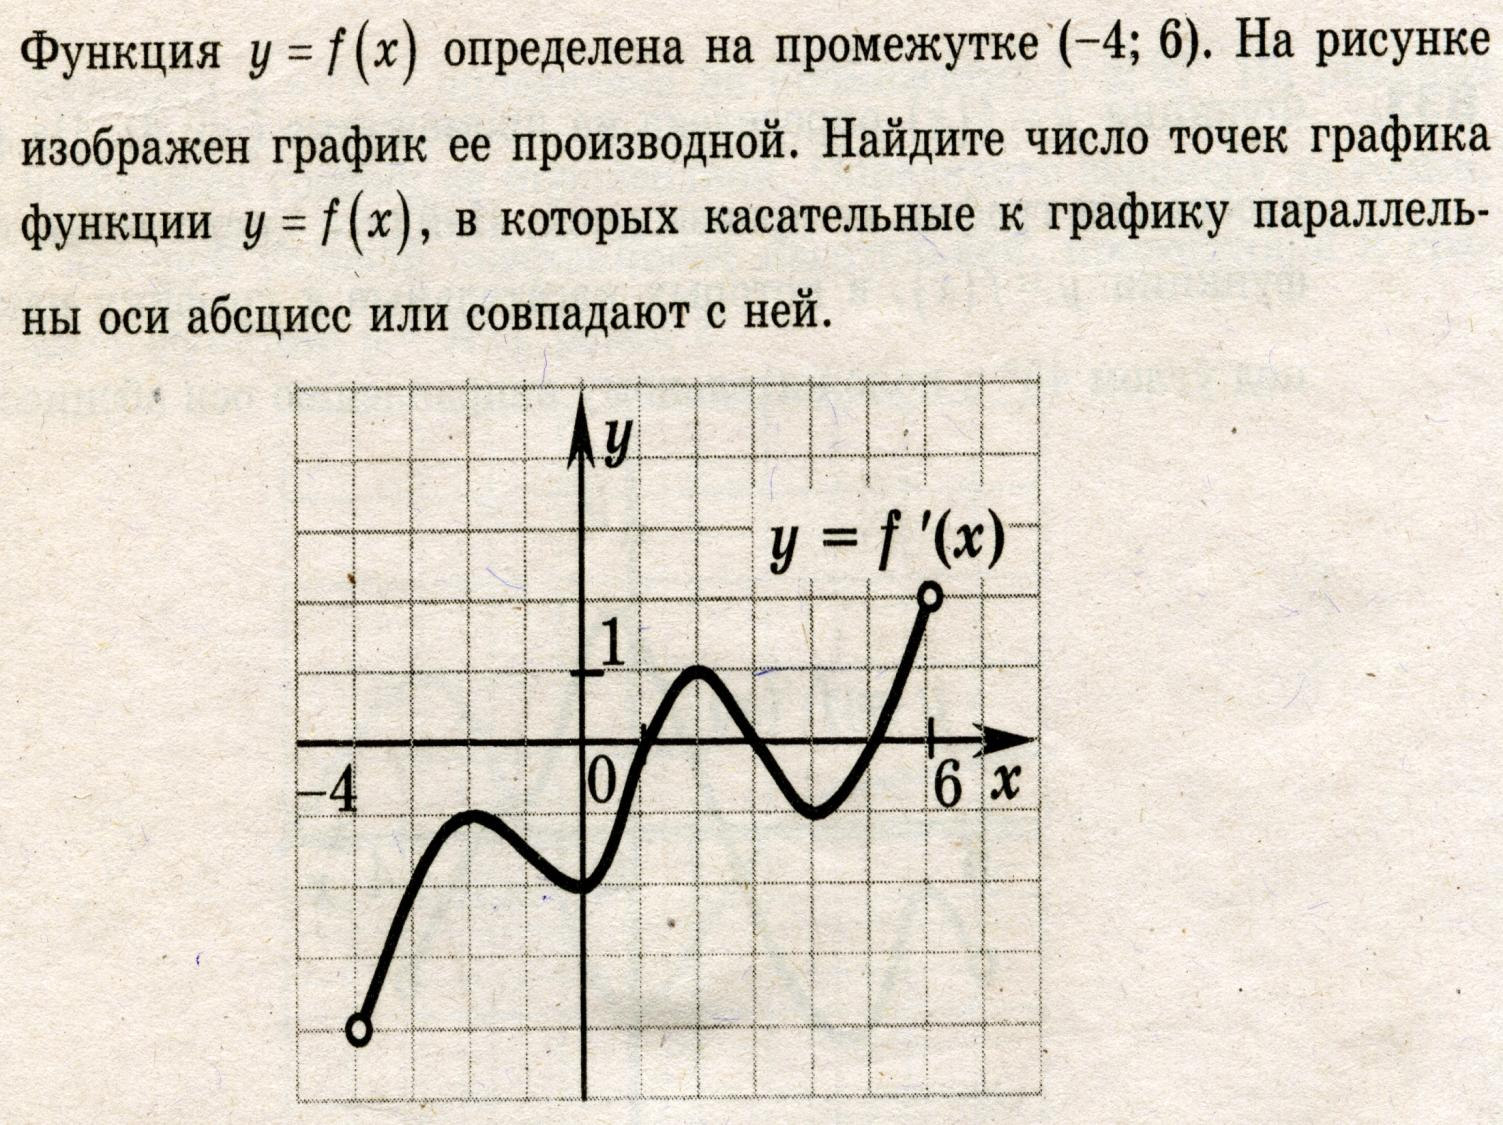 Функция y = f(x) определена на промежутке (−4; 6). На рисунке
изображен график ее производной. Найдите число точек графика
функции y = f(x), в которых касательные к графику параллель-
ны оси абсцисс или совпадают с ней.
y
y = f '(x)
1
−4
0
6
x